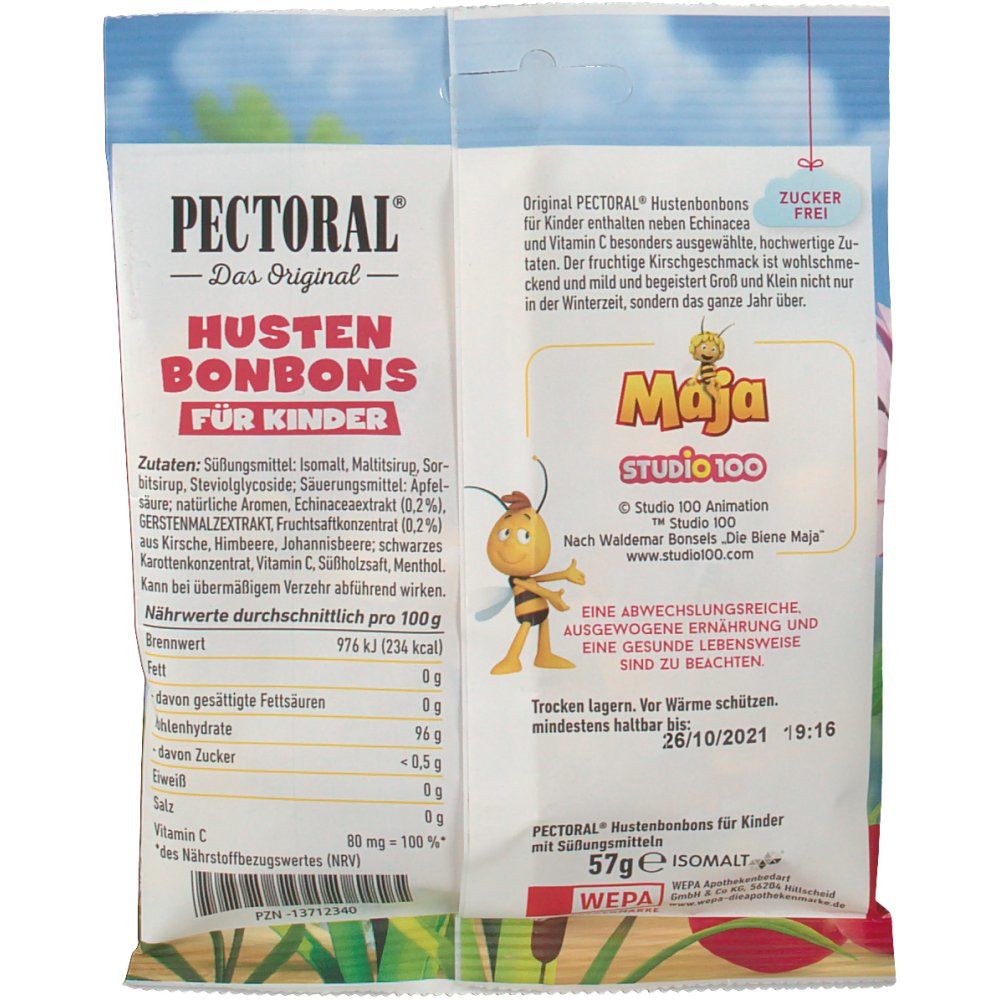 PECTORAL®
Das Original
HUSTEN
BONBONS
FÜR KINDER
Zutaten: Süßungsmittel: Isomalt, Maltitsirup, Sor-
bitsirup, Steviolglycoside; Säuerungsmittel: Äpfel-
säure; natürliche Aromen, Echinaceaextrakt (0,2%),
GERSTENMALZEXTRAKT, Fruchtsaftkonzentrat (0,2%)
aus Kirsche, Himbeere, Johannisbeere; schwarzes
Karottenkonzentrat, Vitamin C, Süßholzsaft, Menthol.
Kann bei übermäßigem Verzehr abführend wirken.
Nährwerte durchschnittlich pro 100 g
Brennwert 976 kJ (234 kcal)
Fett 0 g
- davon gesättigte Fettsäuren 0 g
ohlenhydrate 96 g
- davon Zucker < 0,5 g
Eiweiß 0 g
Salz 0 g
Vitamin C 80 mg = 100 %*
*des Nährstoffbezugswertes (NRV)
PZN -13712340
ZUCKER
FREI
Original PECTORAL® Hustenbonbons
für Kinder enthalten neben Echinacea
und Vitamin C besonders ausgewählte, hochwertige Zu-
taten. Der fruchtige Kirschgeschmack ist wohlschme-
ckend und mild und begeistert Groß und Klein nicht nur
in der Winterzeit, sondern das ganze Jahr über.
Maja
STUDIO 100
© Studio 100 Animation
™ Studio 100
Nach Waldemar Bonsels „Die Biene Maja“
www.studio100.com
EINE ABWECHSLUNGSREICHE,
AUSGEWOGENE ERNÄHRUNG UND
EINE GESUNDE LEBENSWEISE
SIND ZU BEACHTEN.
Trocken lagern. Vor Wärme schützen.
mindestens haltbar bis:
26/10/2021 19:16
PECTORAL® Hustenbonbons für Kinder
mit Süßungsmitteln
57g e ISOMALT
WEPA
WEPA Apothekenbedarf
GmbH & Co KG, 56204 Hillscheid
www.wepa-dieapothekenmarke.de